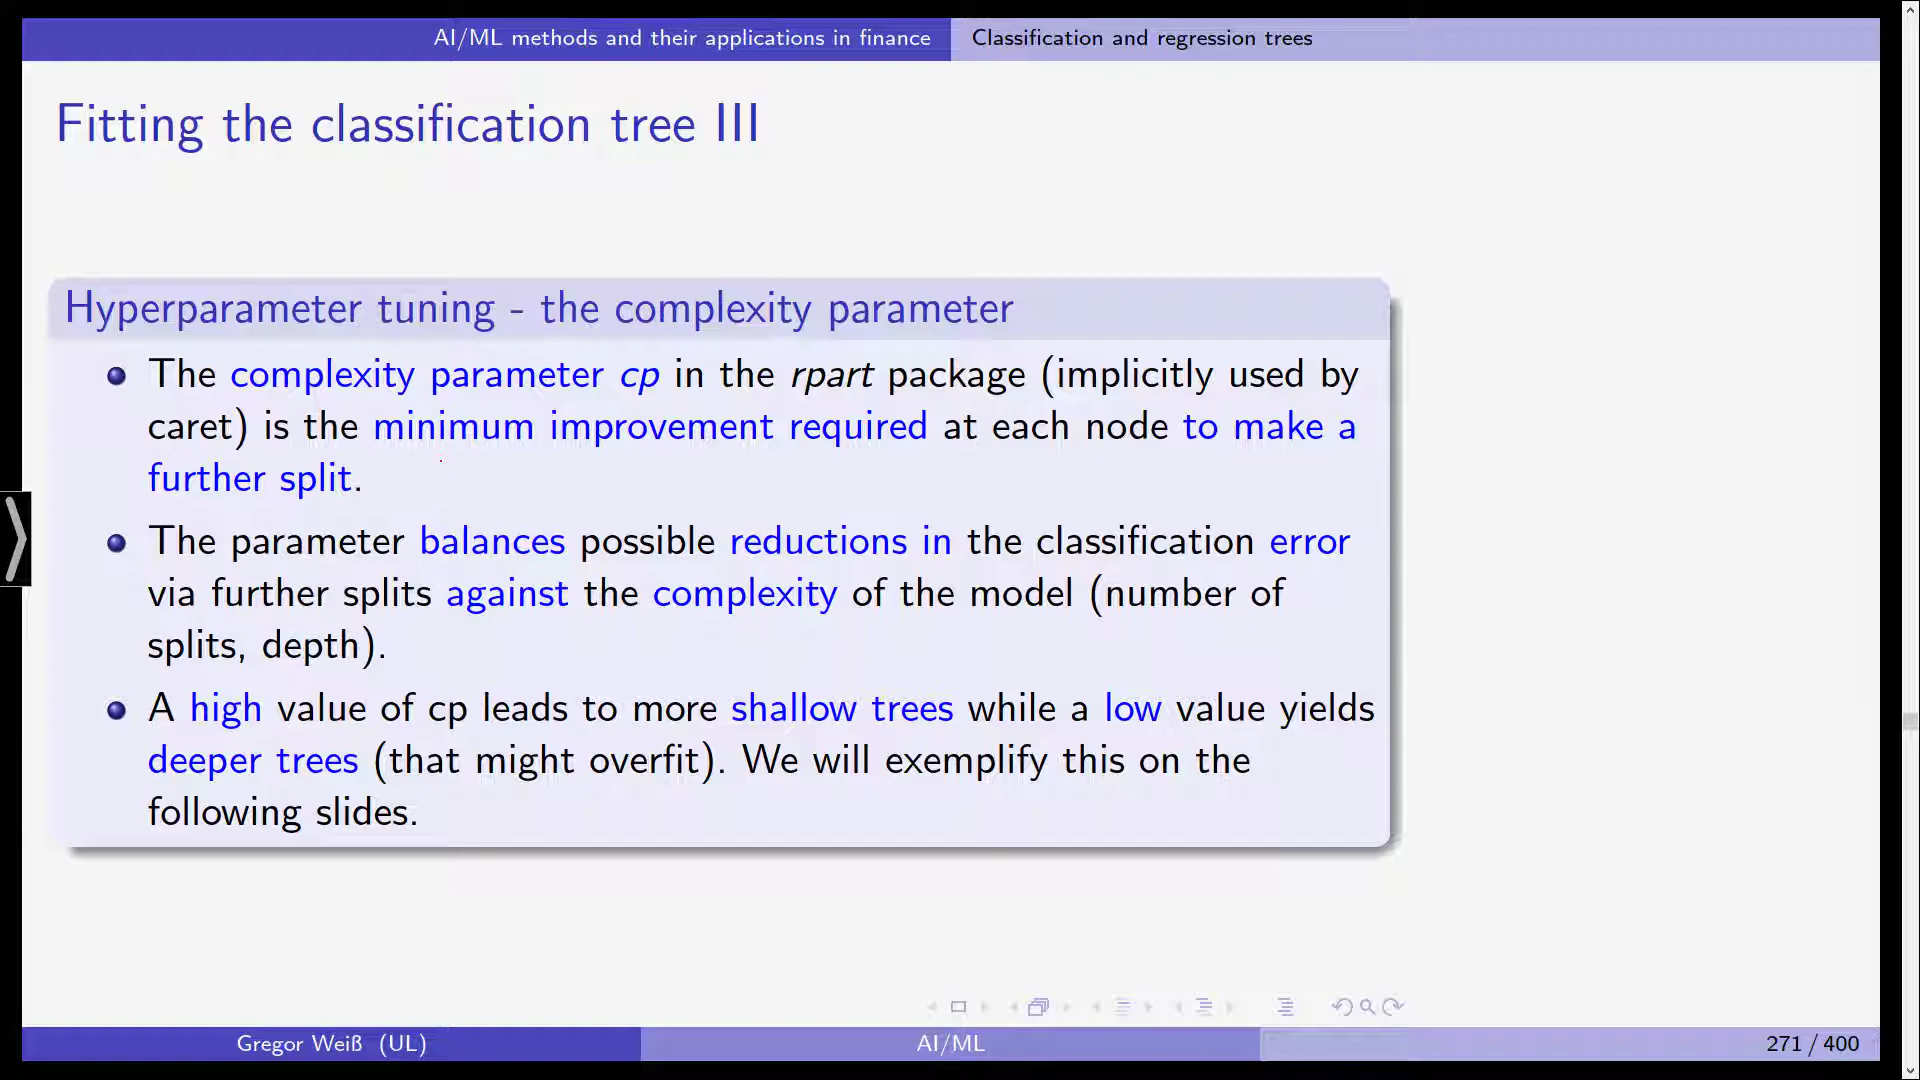 AI/ML methods and their applications in finance
Classification and regression trees
Fitting the classification tree III
Hyperparameter tuning - the complexity parameter
The complexity parameter cp in the rpart package (implicitly used by
caret) is the minimum improvement required at each node to make a
further split.
The parameter balances possible reductions in the classification error
via further splits against the complexity of the model (number of
splits, depth).
A high value of cp leads to more shallow trees while a low value yields
deeper trees (that might overfit). We will exemplify this on the
following slides.
Gregor Weiß (UL)
AI/ML
271 / 400